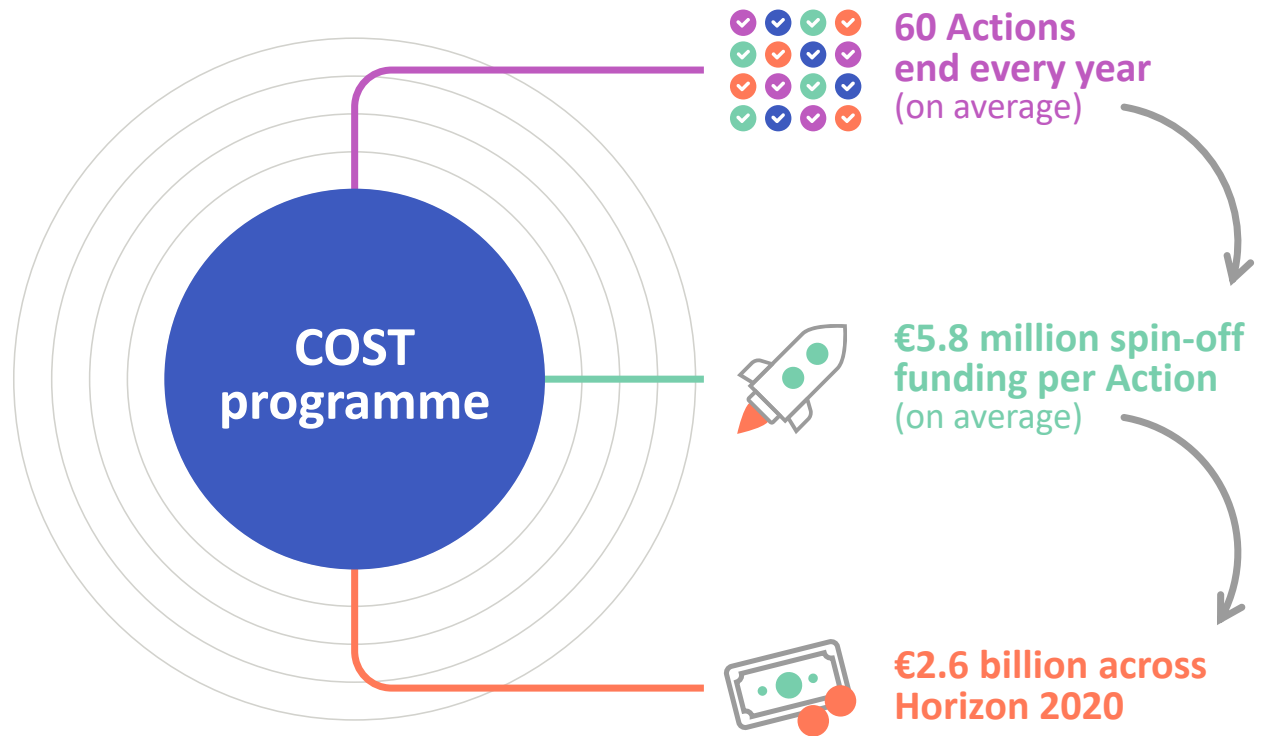 60 Actions
end every year
(on average)
COST
programme
€5.8 million spin-off
funding per Action
(on average)
€2.6 billion across
Horizon 2020